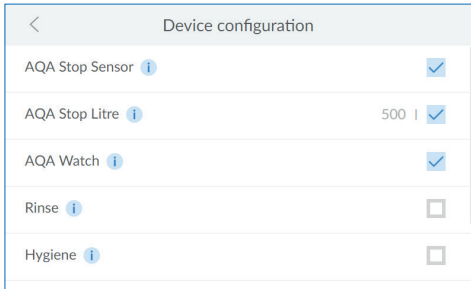 Device configuration
AQA Stop Sensor i
AQA Stop Litre i 500 l
AQA Watch i
Rinse i
Hygiene i